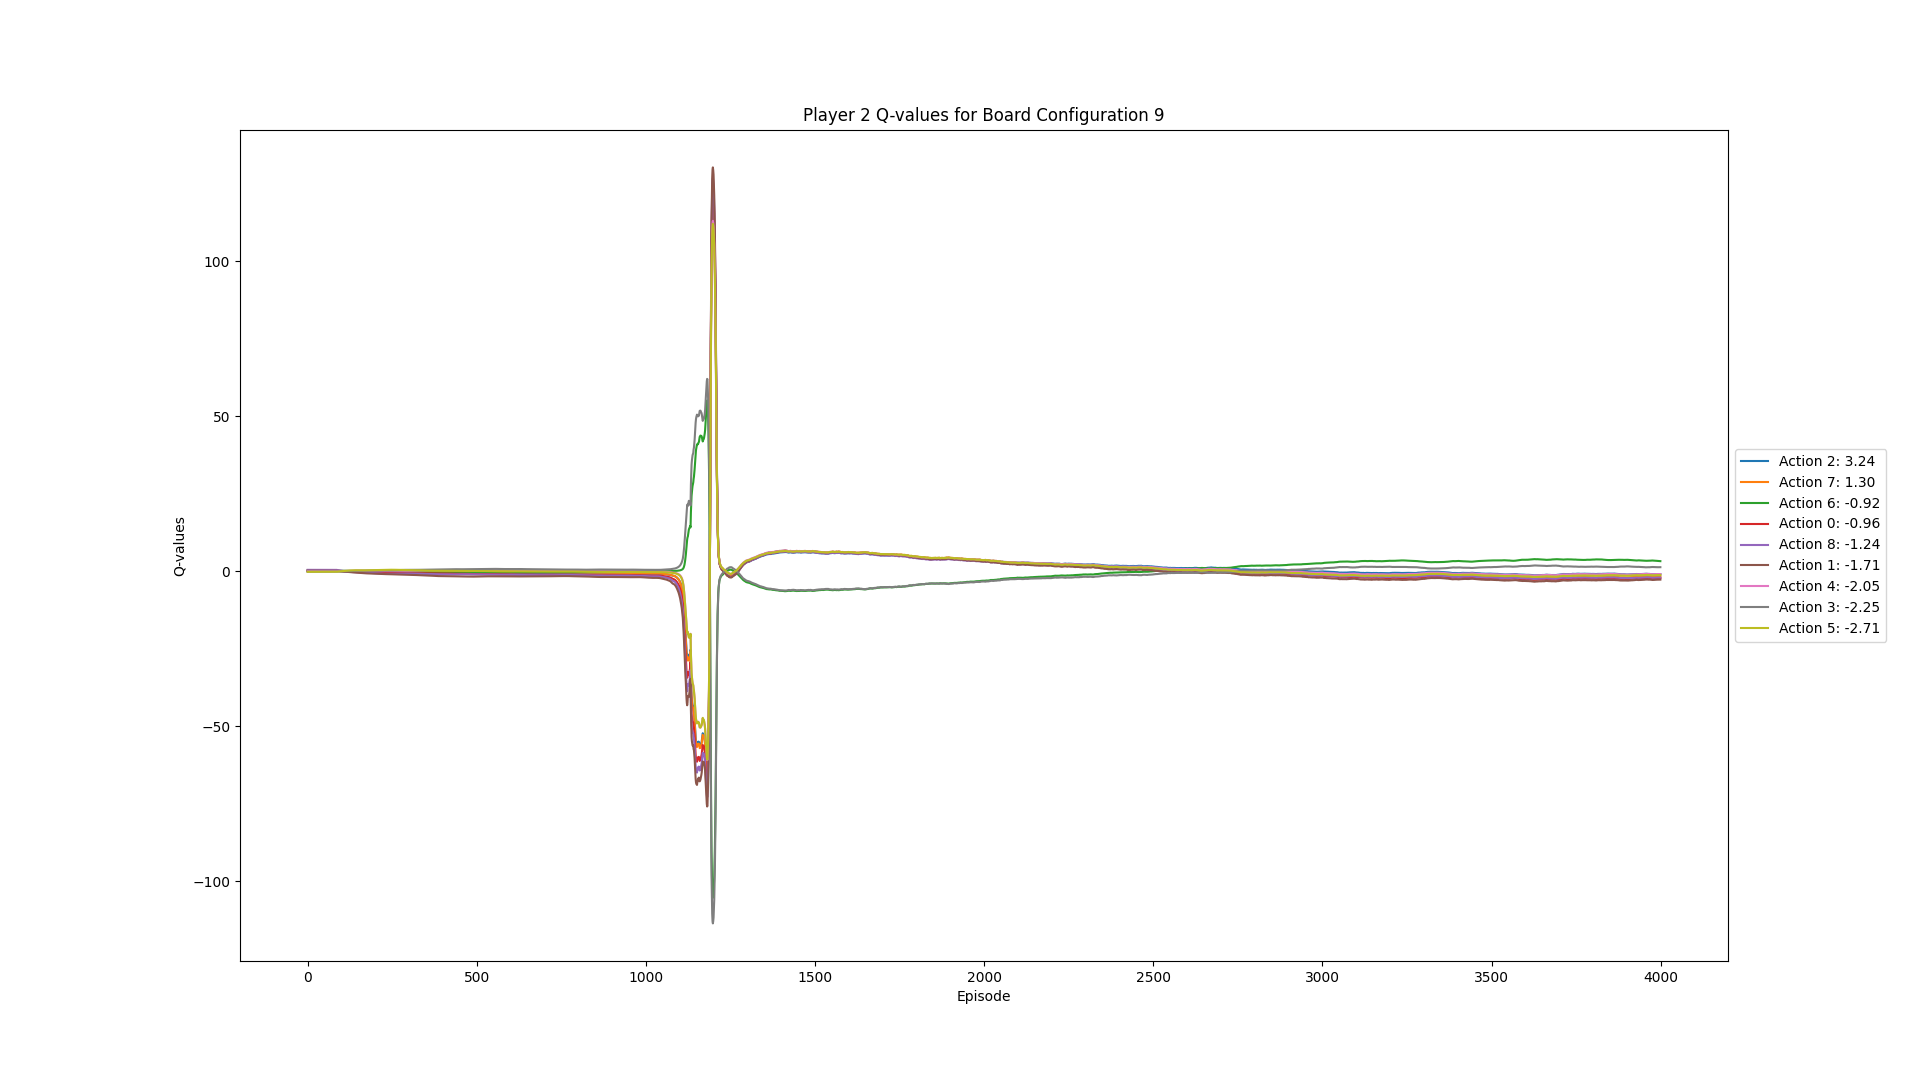 Player 2 Q-values for Board Configuration 9
Q-values
100
50
0
−50
−100
0
500
1000
1500
2000
2500
3000
3500
4000
Episode
Action 2: 3.24
Action 7: 1.30
Action 6: -0.92
Action 0: -0.96
Action 8: -1.24
Action 1: -1.71
Action 4: -2.05
Action 3: -2.25
Action 5: -2.71